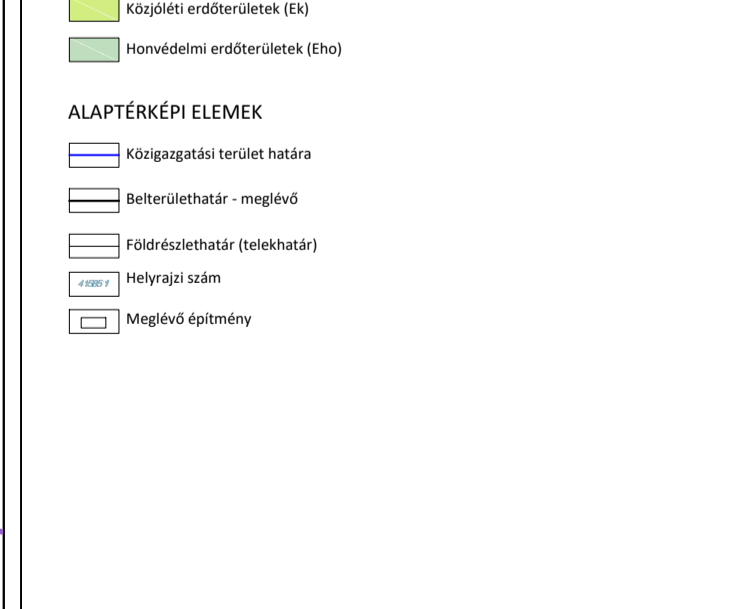 Közjóléti erdőterületek (Ek)
Honvédelmi erdőterületek (Eho)
ALAPTÉRKÉPI ELEMEK
Közigazgatási terület határa
Belterülethatár - meglévő
Földrészlethatár (telekhatár)
Helyrajzi szám
Meglévő építmény